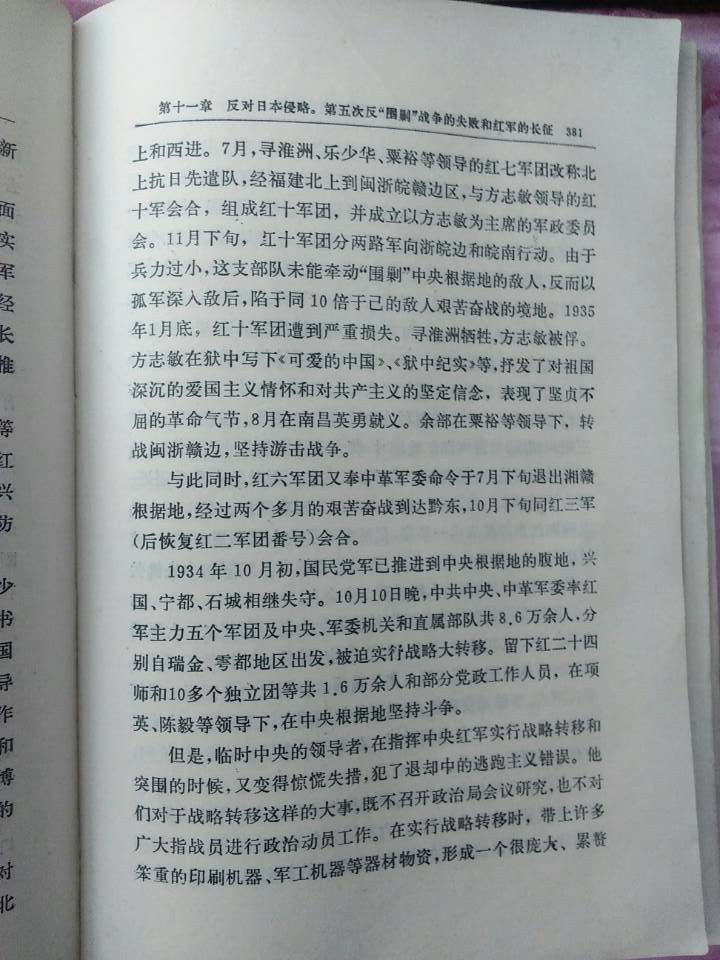 第十一章 反对日本侵略。第五次反“围剿”战争的失败和红军的长征 381
上和西进。7月，寻淮洲、乐少华、粟裕等领导的红七军团改称北
上抗日先遣队，经福建北上到闽浙皖赣边区，与方志敏领导的红
十军会合，组成红十军团，并成立以方志敏为主席的军政委员
会。11月下旬，红十军团分两路军向浙皖边和皖南行动。由于
兵力过小，这支部队未能牵动“围剿”中央根据地的敌人，反而以
孤军深入敌后，陷于同10倍于己的敌人艰苦奋战的境地。1935
年1月底，红十军团遭到严重损失。寻淮洲牺牲，方志敏被俘。
方志敏在狱中写下《可爱的中国》、《狱中纪实》等，抒发了对祖国
深沉的爱国主义情怀和对共产主义的坚定信念，表现了坚贞不
屈的革命气节，8月在南昌英勇就义。余部在粟裕等领导下，转
战闽浙赣边，坚持游击战争。
与此同时，红六军团又奉中革军委命令于7月下旬退出湘赣
根据地，经过两个多月的艰苦奋战到达黔东，10月下旬同红三军
(后恢复红二军团番号)会合。
1934年10月初，国民党军已推进到中央根据地的腹地，兴
国、宁都、石城相继失守。10月10日晚，中共中央、中革军委率红
军主力五个军团及中央、军委机关和直属部队共8.6万余人，分
别自瑞金、雩都地区出发，被迫实行战略大转移。留下红二十四
师和10多个独立团等共1.6万余人和部分党政工作人员，在项
英、陈毅等领导下，在中央根据地坚持斗争。
但是，临时中央的领导者，在指挥中央红军实行战略转移和
突围的时候，又变得惊慌失措，犯了退却中的逃跑主义错误。他
们对于战略转移这样的大事，既不召开政治局会议研究，也不对
广大指战员进行政治动员工作。在实行战略转移时，带上许多
笨重的印刷机器、军工机器等器材物资，形成一个很庞大、累赘
新
面
实
军
经
长
推
等
红
兴
防
少
书
国
导
作
和
博
的
对
北